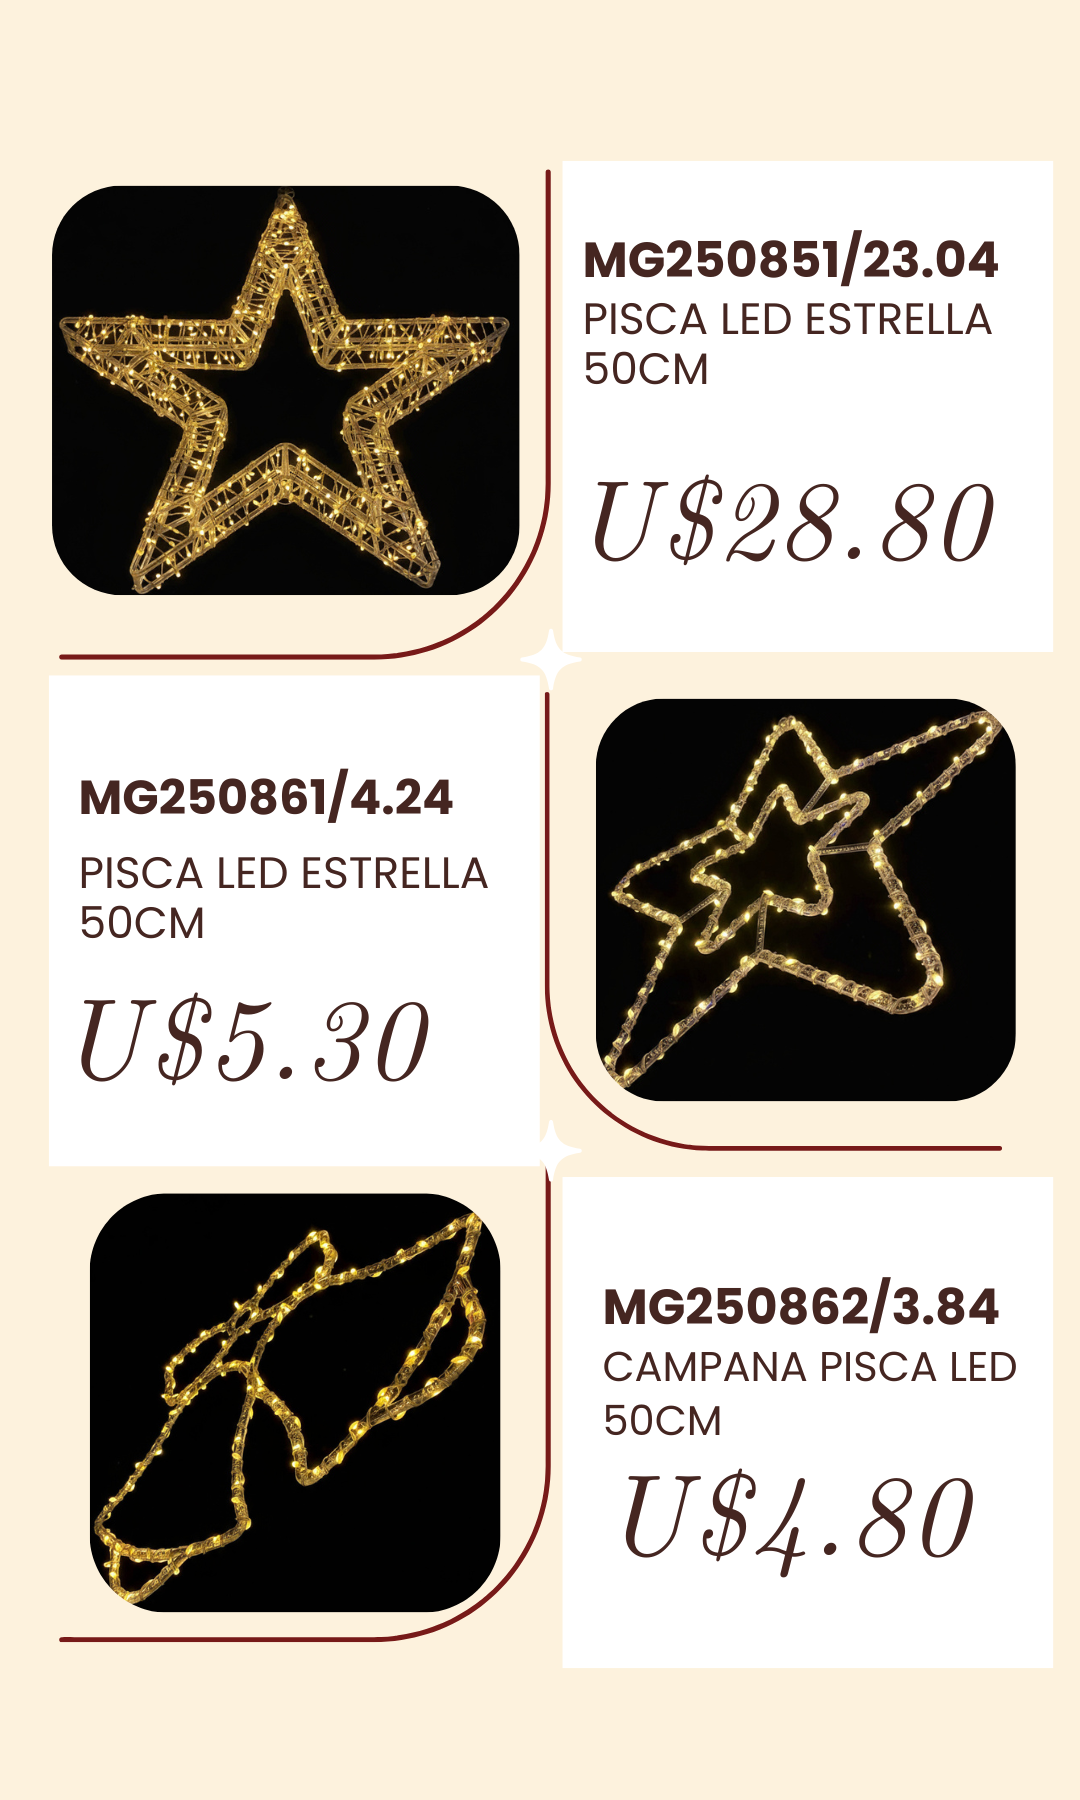 MG250851/23.04
PISCA LED ESTRELLA
50CM
U$28.80
MG250861/4.24
PISCA LED ESTRELLA
50CM
U$5.30
MG250862/3.84
CAMPANA PISCA LED
50CM
U$4.80